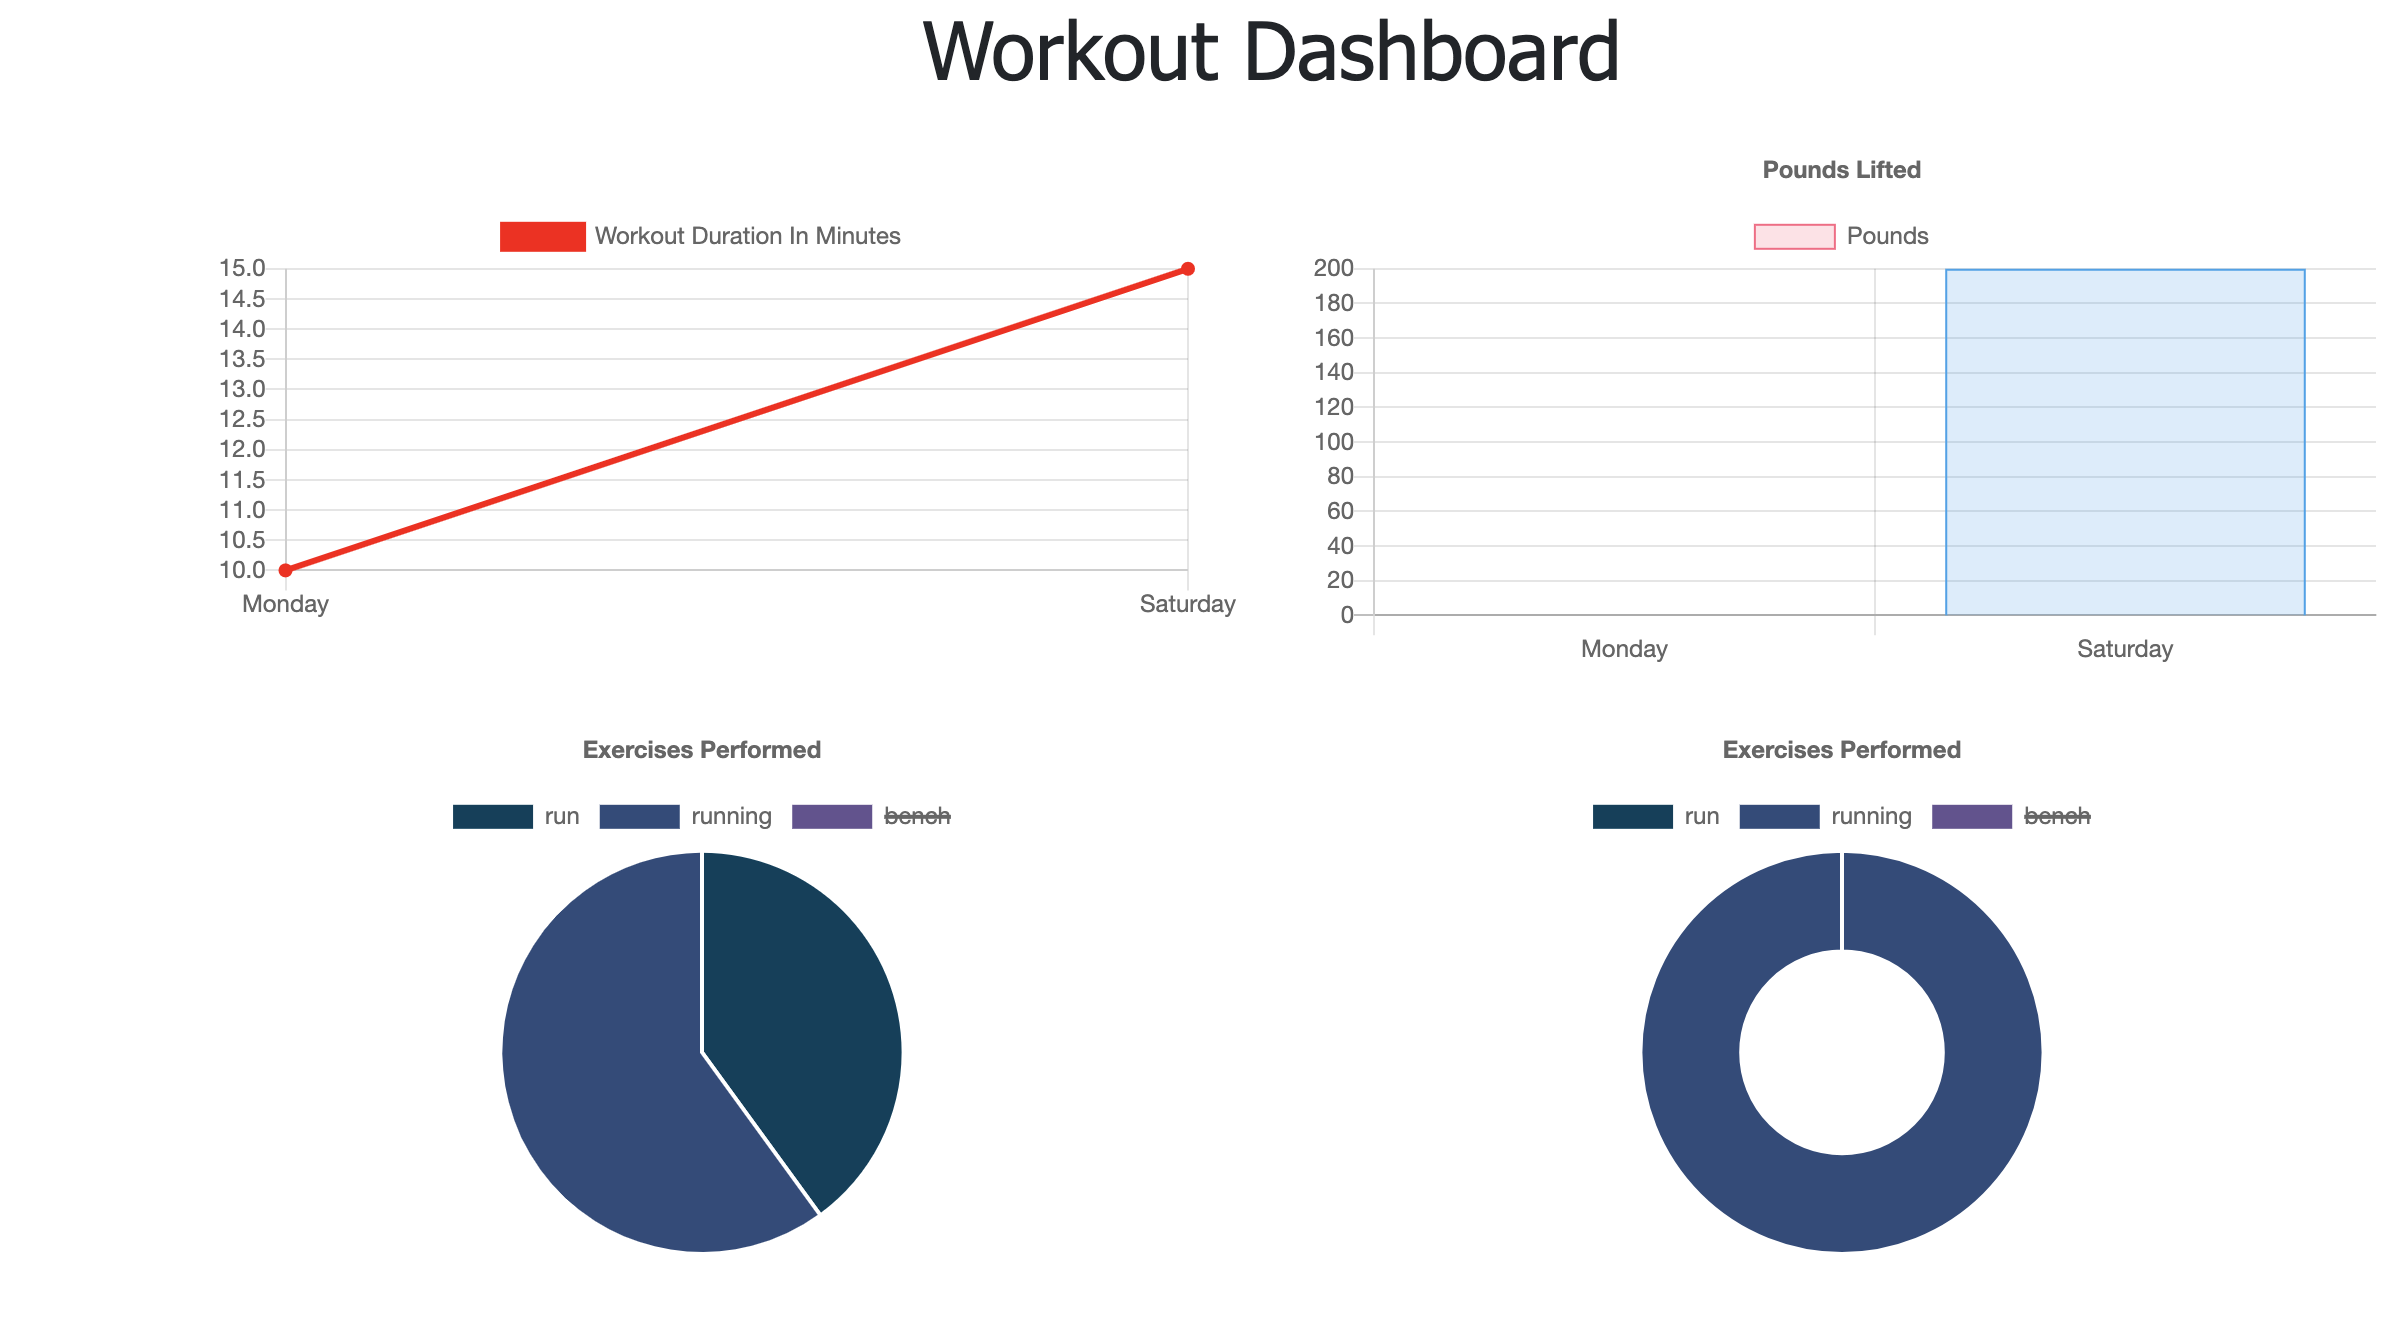 Workout Dashboard
Workout Duration In Minutes
15.0
14.5
14.0
13.5
13.0
12.5
12.0
11.5
11.0
10.5
10.0
Monday Saturday
Pounds Lifted
Pounds
200
180
160
140
120
100
80
60
40
20
0
Monday Saturday
Exercises Performed
run running bench
Exercises Performed
run running bench